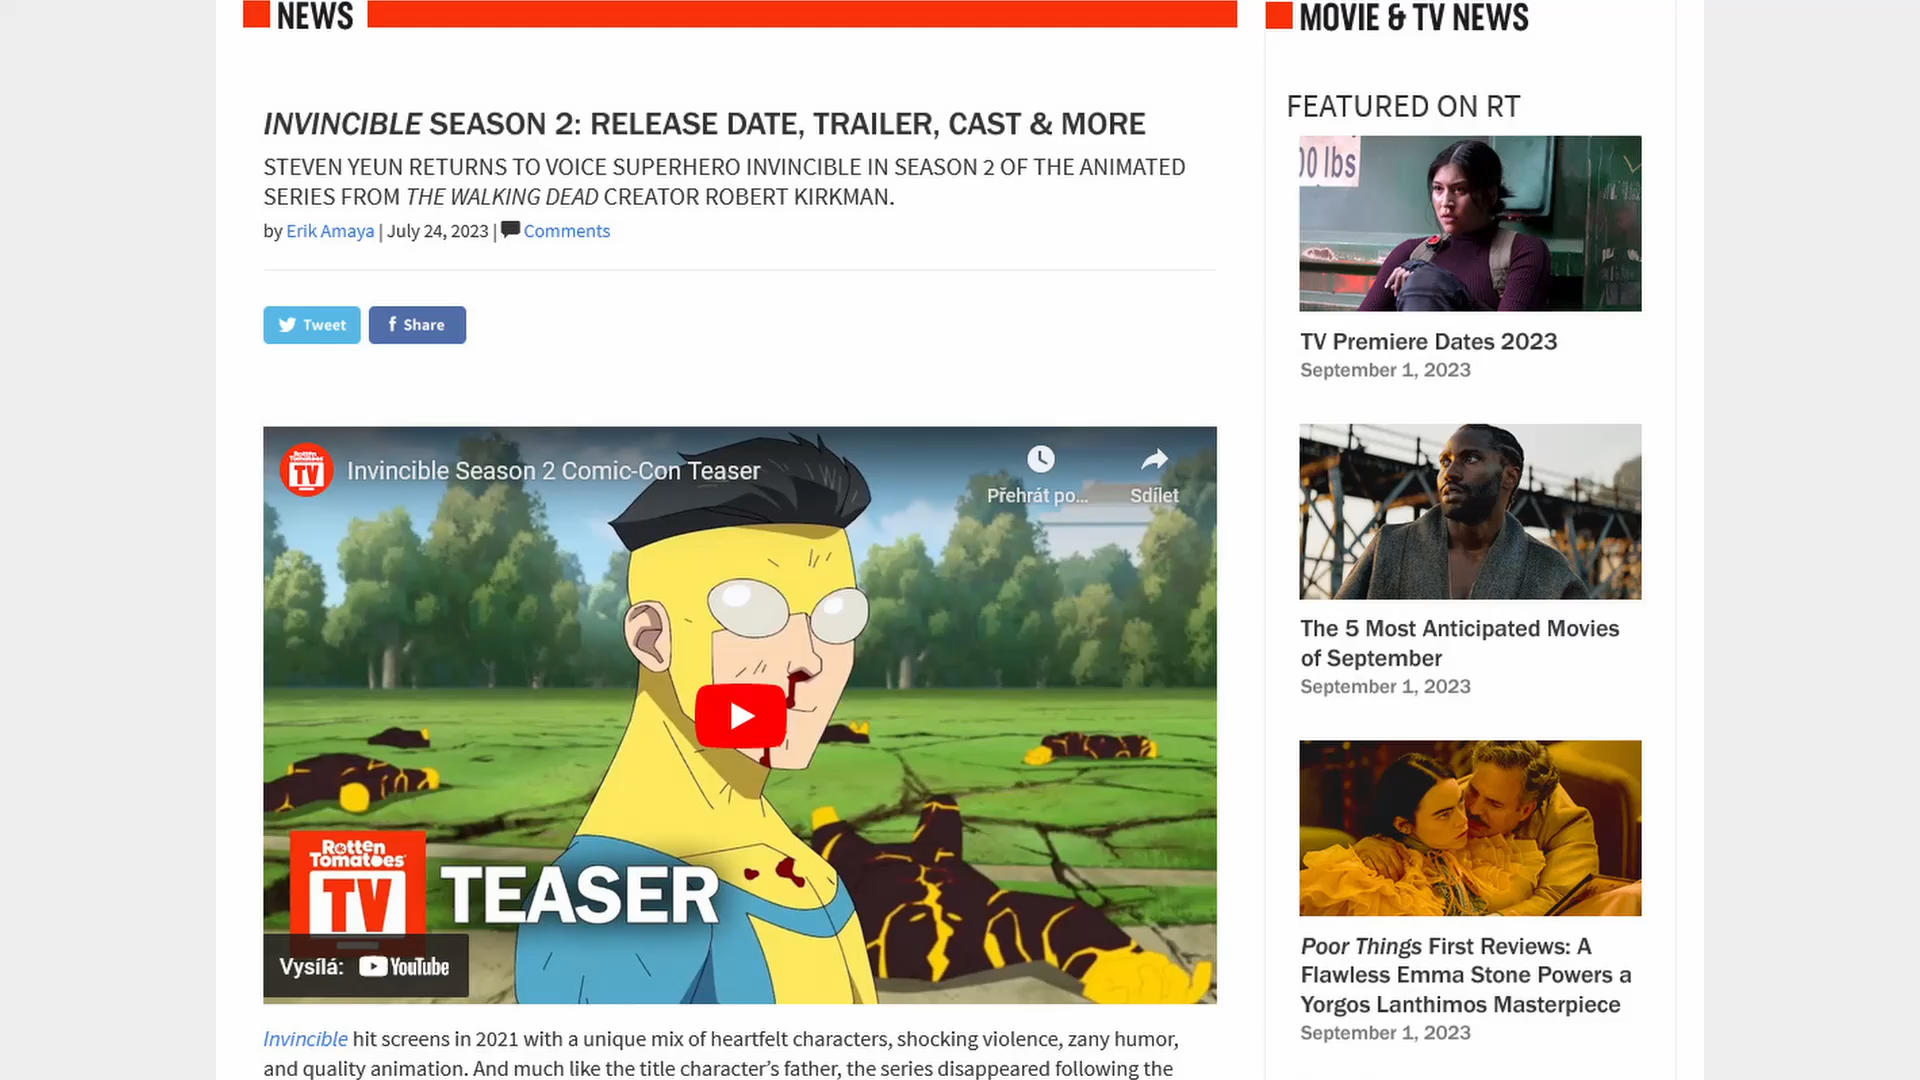 NEWS
INVINCIBLE SEASON 2: RELEASE DATE, TRAILER, CAST & MORE
STEVEN YEUN RETURNS TO VOICE SUPERHERO INVINCIBLE IN SEASON 2 OF THE ANIMATED
SERIES FROM THE WALKING DEAD CREATOR ROBERT KIRKMAN.
by Erik Amaya | July 24, 2023 | Comments
Tweet
Share
Rotten Tomatoes TV
Invincible Season 2 Comic-Con Teaser
Přehrát po...
Sdílet
Rotten
Tomatoes
TV
TEASER
Vysílá: YouTube
Invincible hit screens in 2021 with a unique mix of heartfelt characters, shocking violence, zany humor,
and quality animation. And much like the title character’s father, the series disappeared following the
MOVIE & TV NEWS
FEATURED ON RT
00 lbs
TV Premiere Dates 2023
September 1, 2023
The 5 Most Anticipated Movies
of September
September 1, 2023
Poor Things First Reviews: A
Flawless Emma Stone Powers a
Yorgos Lanthimos Masterpiece
September 1, 2023